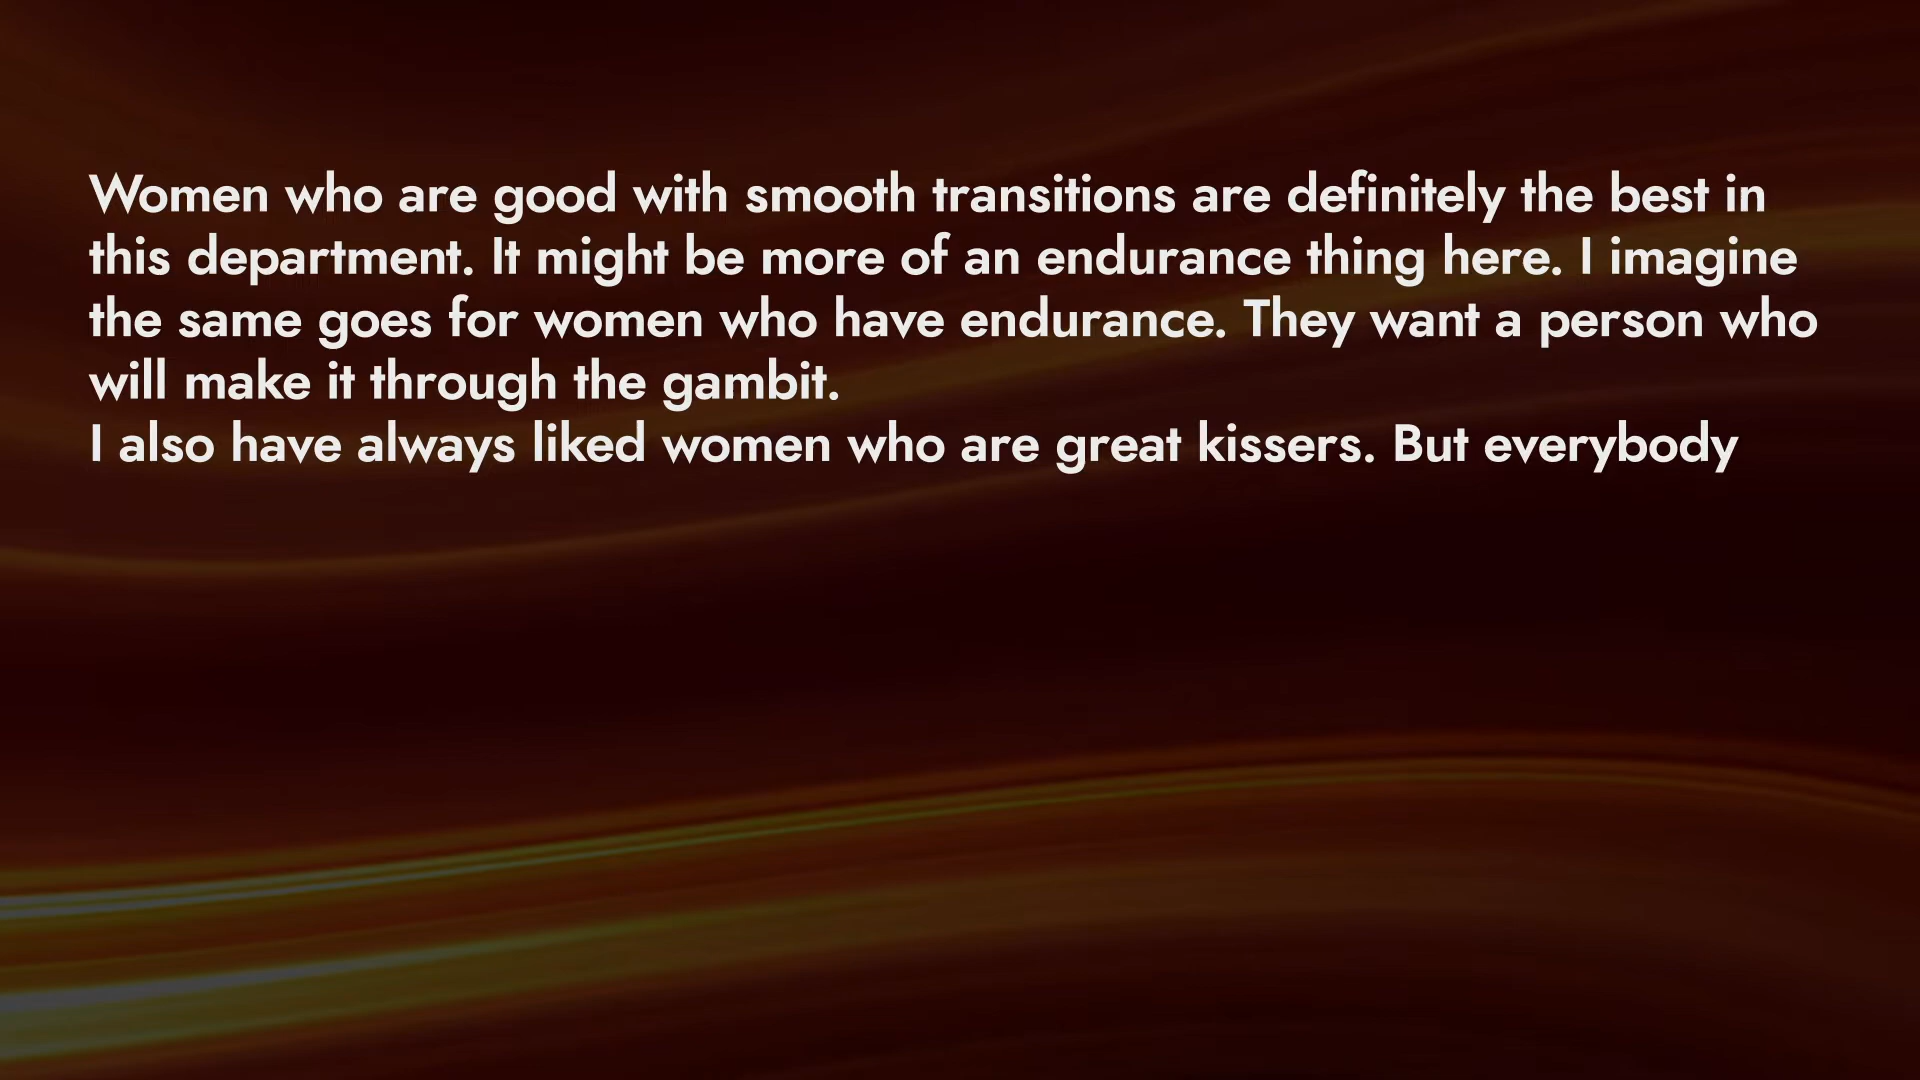 Women who are good with smooth transitions are definitely the best in
this department. It might be more of an endurance thing here. I imagine
the same goes for women who have endurance. They want a person who
will make it through the gambit.
I also have always liked women who are great kissers. But everybody